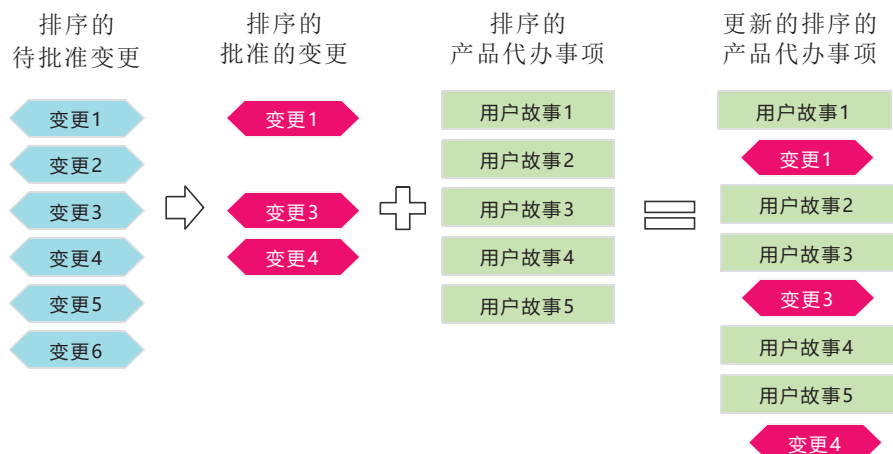 排序的
待批准变更
变更1
变更2
变更3
变更4
变更5
变更6
排序的
批准的变更
变更1
变更3
变更4
排序的
产品代办事项
用户故事1
用户故事2
用户故事3
用户故事4
用户故事5
更新的排序的
产品代办事项
用户故事1
变更1
用户故事2
用户故事3
变更3
用户故事4
用户故事5
变更4